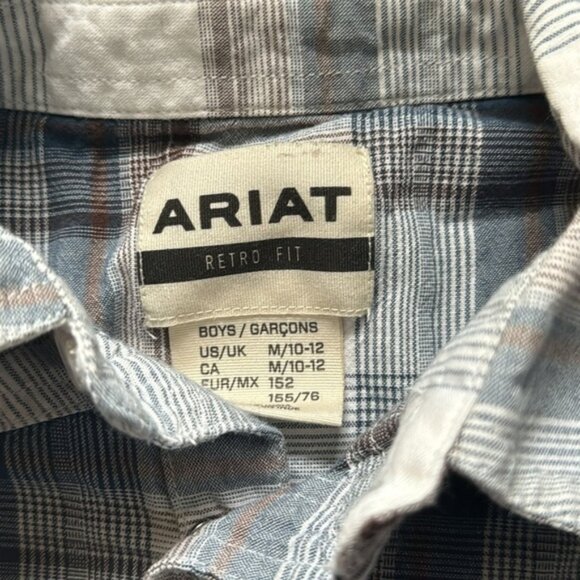 ARIAT
RETRO FIT
BOYS / GARÇONS
US/UK M/10-12
CA M/10-12
EUR/MX 152
155/76